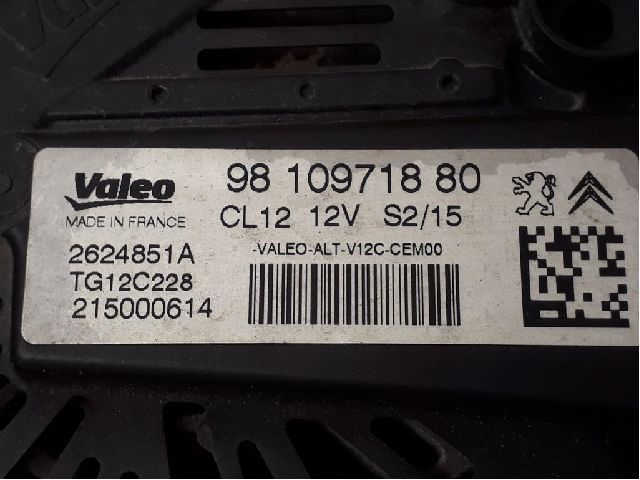 Valeo
98 109718 80
MADE IN FRANCE
CL12 12V S2/15
2624851A
-VALEO-ALT-V12C-CEM00
TG12C228
215000614